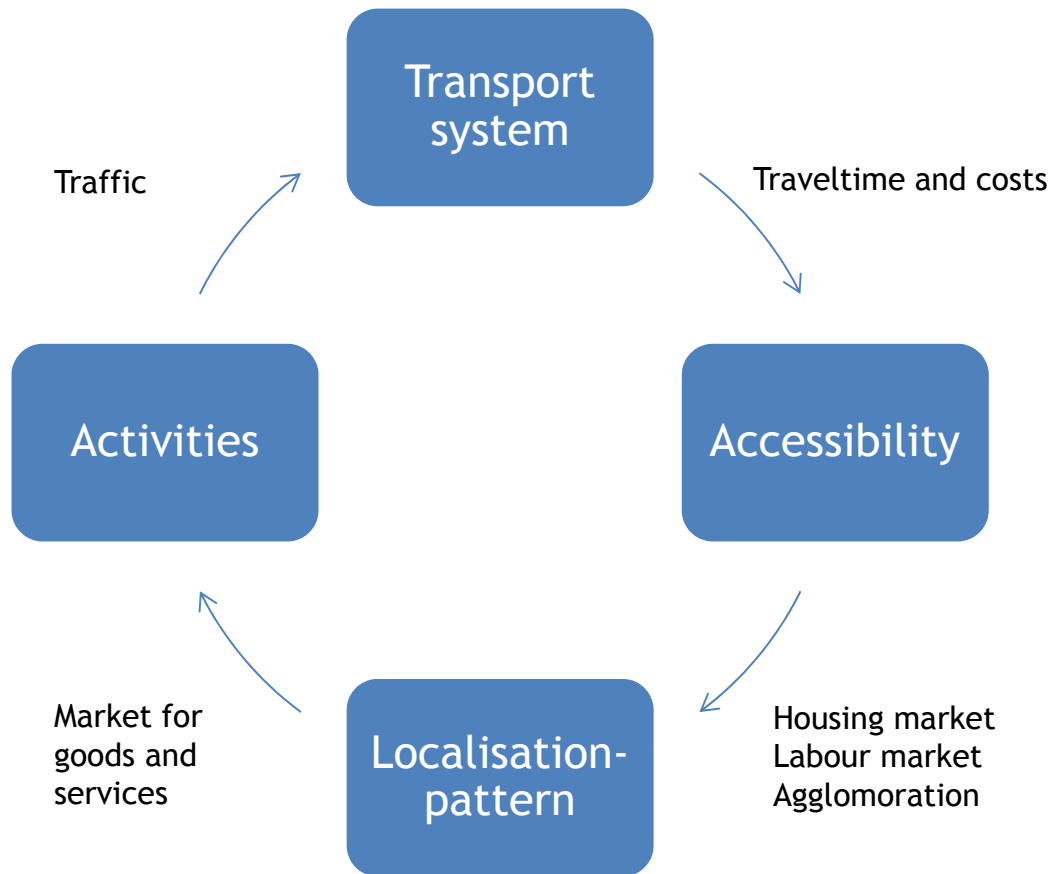 Transport
system
Traffic
Traveltime and costs
Activities
Accessibility
Market for
goods and
services
Localisation-
pattern
Housing market
Labour market
Agglomoration